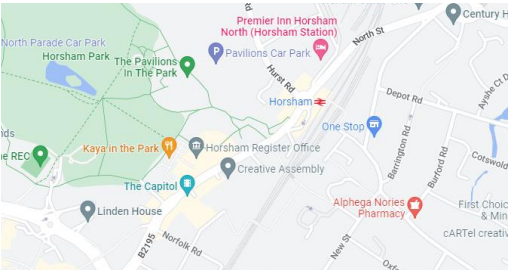 Premier Inn Horsham
North (Horsham Station)
Century H
North Parade Car Park
Horsham Park
The Pavilions
In The Park
Pavilions Car Park
North St
Hurst Rd
Horsham
Depot Rd
Ayshe Ct D
One Stop
Kaya in the Park
Horsham Register Office
Creative Assembly
Barrington Rd
Burford Rd
Cotswold
nds
e REC
The Capitol
Linden House
B2195
Norfolk Rd
Alphega Nories
Pharmacy
First Choic
& Min
cARTel creativ
New St
Oxf